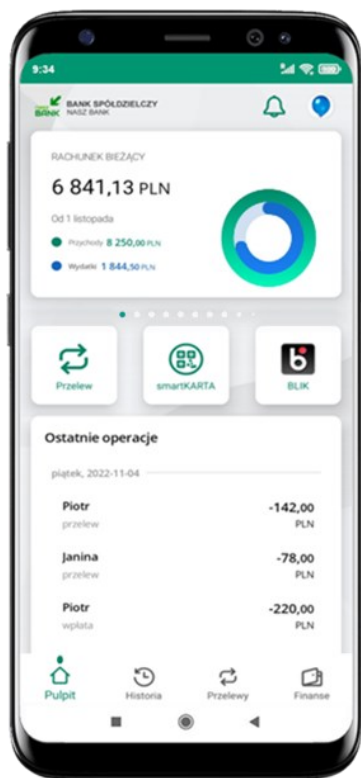 9:34
BANK SPÓŁDZIELCZY
NASZ BANK
BANK
RACHUNEK BIEŻĄCY
6 841,13 PLN
Od 1 listopada
Przychody 8 250,00 PLN
Wydatki 1 844,50 PLN
Przelew
smartKARTA
BLIK
Ostatnie operacje
piątek, 2022-11-04
Piotr -142,00
przelew PLN
Janina -78,00
przelew PLN
Piotr -220,00
wpłata PLN
Pulpit Historia Przelewy Finanse